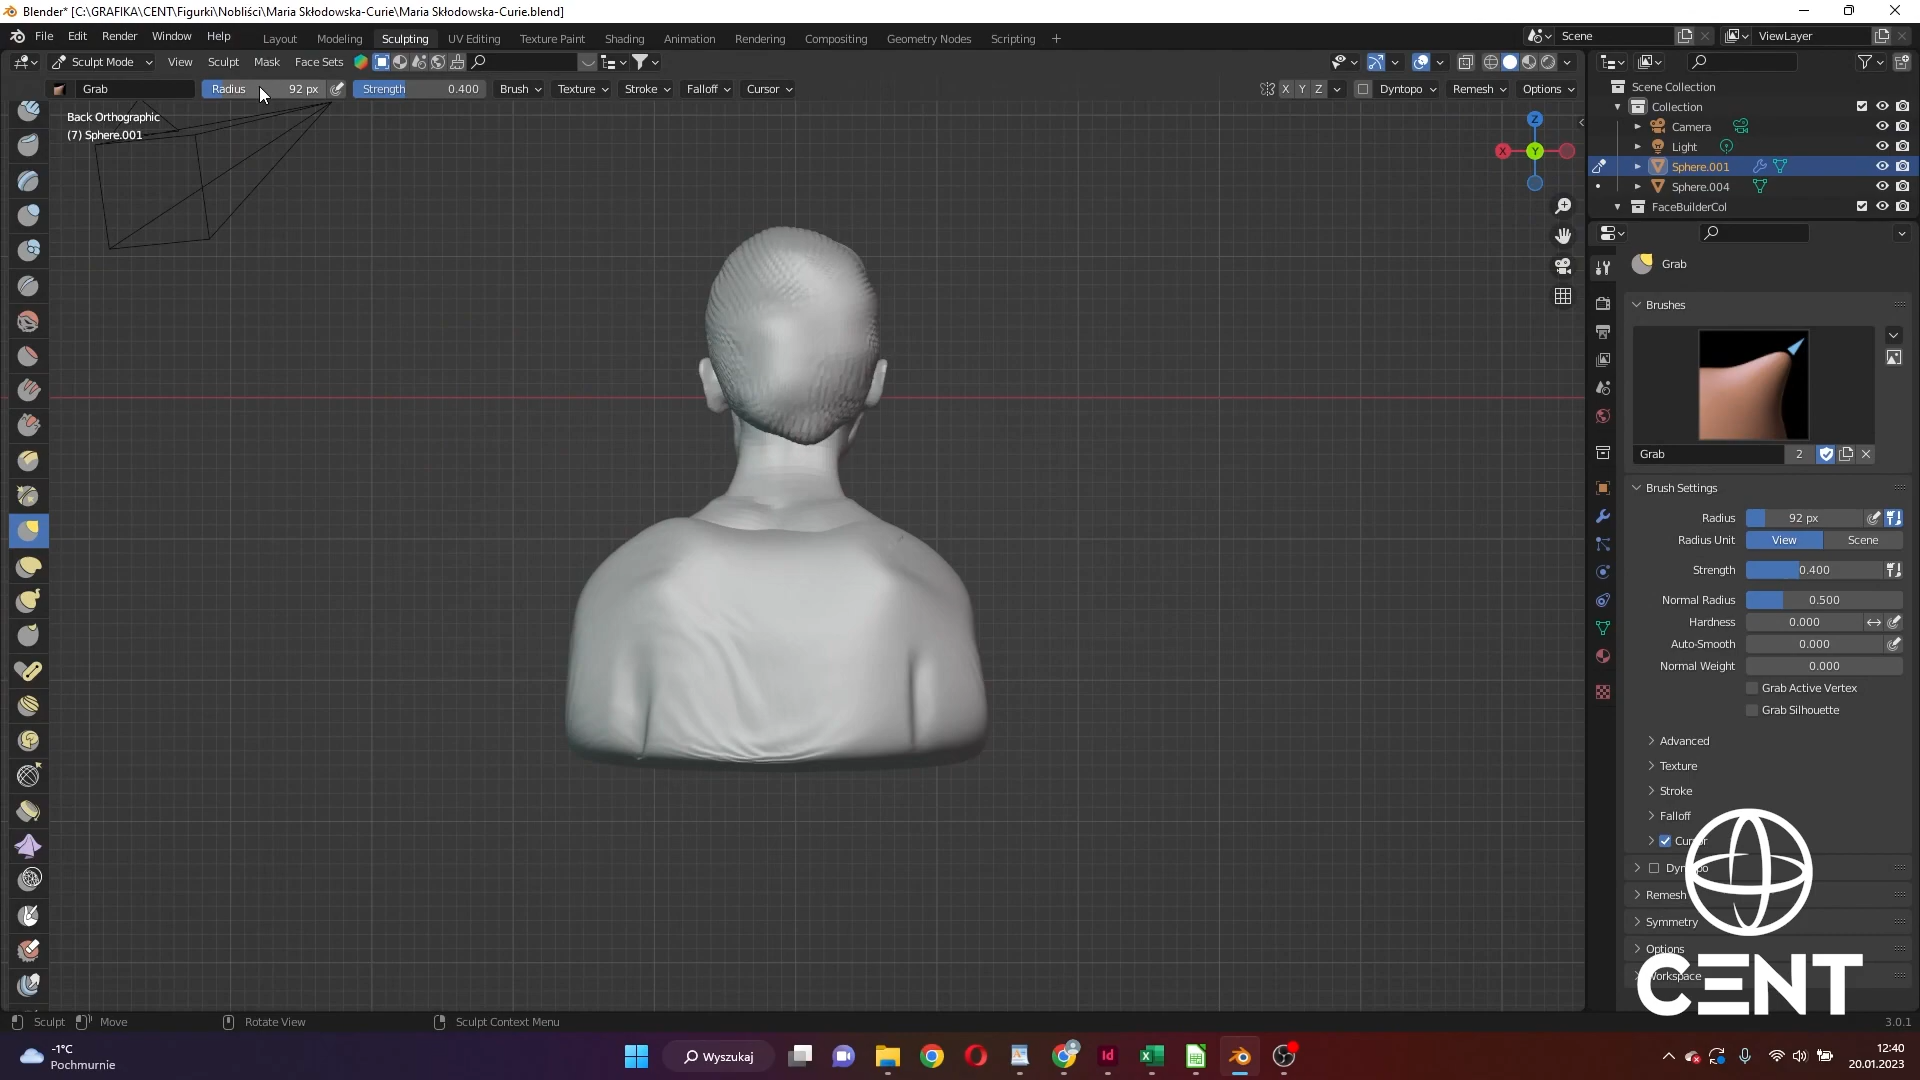 Blender* [C:\GRAFIKA\CENT\Figurki\Nobliści\Maria Skłodowska-Curie\Maria Skłodowska-Curie.blend]
File Edit Render Window Help Layout Modeling Sculpting UV Editing Texture Paint Shading Animation Rendering Compositing Geometry Nodes Scripting + Scene ViewLayer
Sculpt Mode View Sculpt Mask Face Sets
Grab Radius 92 px Strength 0.400 Brush Texture Stroke Falloff Cursor X Y Z Dyntopo Remesh Options
Back Orthographic
(7) Sphere.001
Z
X Y
Scene Collection
Collection
Camera
Light
Sphere.001
Sphere.004
FaceBuilderCol
Grab
Brushes
Grab 2
Brush Settings
Radius 92 px
Radius Unit View Scene
Strength 0.400
Normal Radius 0.500
Hardness 0.000
Auto-Smooth 0.000
Normal Weight 0.000
Grab Active Vertex
Grab Silhouette
Advanced
Texture
Stroke
Falloff
Remesh
Symmetry
Options
Workspace
CENT
Sculpt Move Rotate View Sculpt Context Menu 3.0.1
-1°C
Pochmurnie
Wyszukaj
12:40
20.01.2023